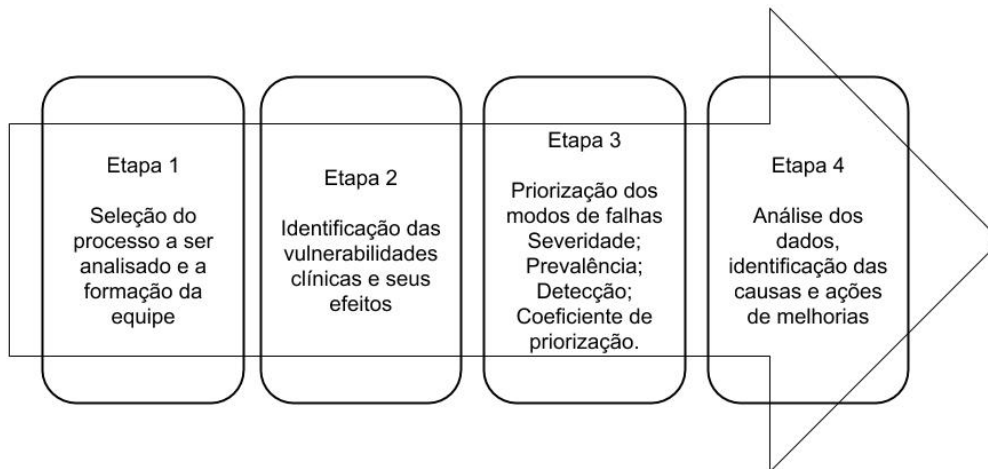 Etapa 1
Seleção do
processo a ser
analisado e a
formação da
equipe
Etapa 2
Identificação das
vulnerabilidades
clínicas e seus
efeitos
Etapa 3
Priorização dos
modos de falhas
Severidade;
Prevalência;
Detecção;
Coeficiente de
priorização.
Etapa 4
Análise dos
dados,
identificação das
causas e ações
de melhorias